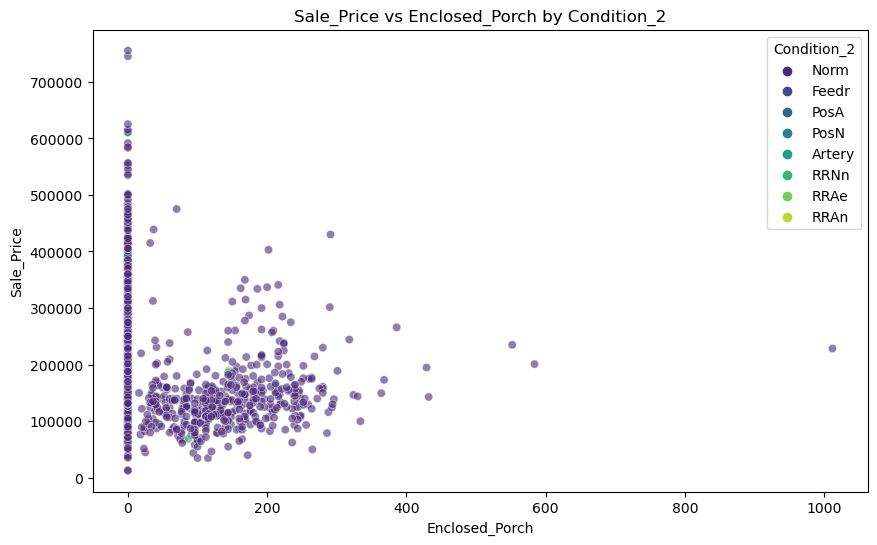 Sale_Price vs Enclosed_Porch by Condition_2
Condition_2
Norm
Feedr
PosA
PosN
Artery
RRNn
RRAe
RRAn
Sale_Price
700000
600000
500000
400000
300000
200000
100000
0
0 200 400 600 800 1000
Enclosed_Porch